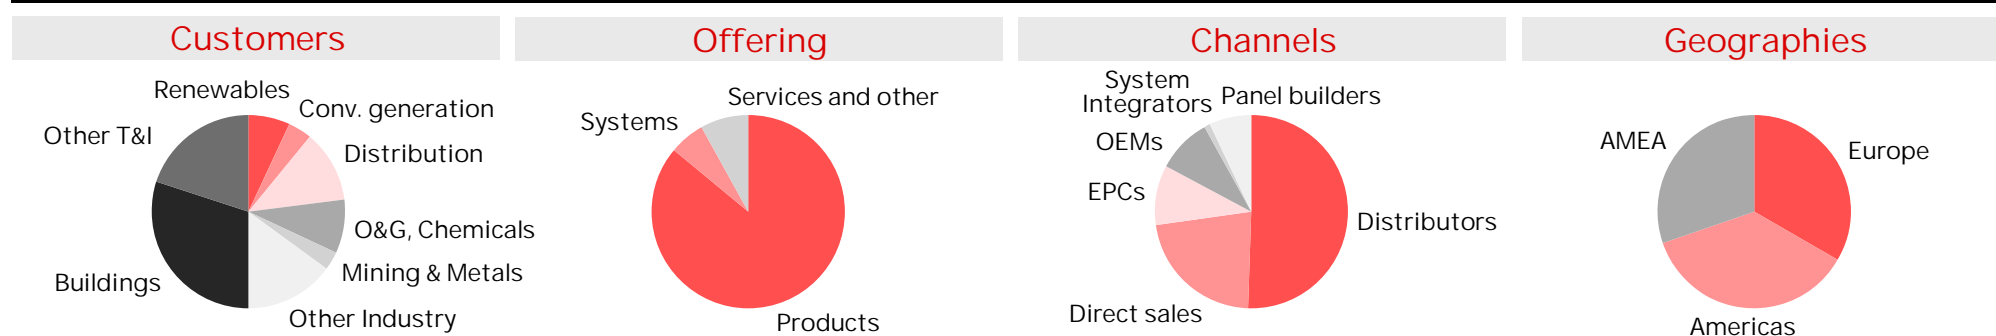 Customers
Renewables
Conv. generation
Other T&I
Distribution
O&G, Chemicals
Mining & Metals
Buildings
Other Industry
Offering
Services and other
Systems
Products
Channels
System
Integrators
Panel builders
OEMs
EPCs
Distributors
Direct sales
Geographies
AMEA
Europe
Americas